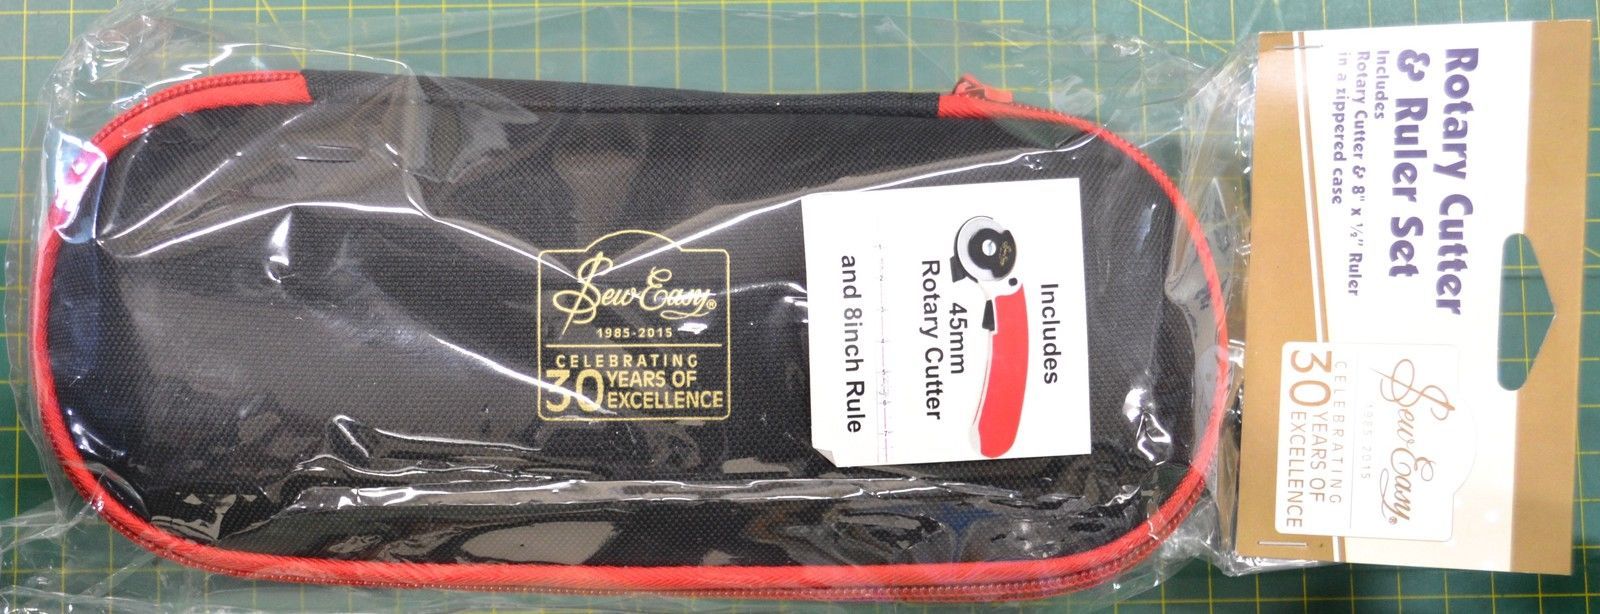 Sew Easy®
1985-2015
CELEBRATING
30 YEARS OF
EXCELLENCE
Includes
45mm
Rotary Cutter
and 8inch Rule
Rotary Cutter
& Ruler Set
Includes
Rotary Cutter & 8" x ½" Ruler
in a zippered case
Sew Easy®
1985-2015
CELEBRATING
30 YEARS OF
EXCELLENCE